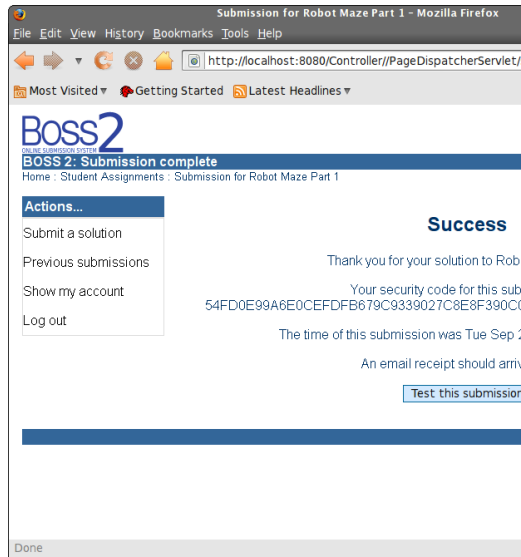 Submission for Robot Maze Part 1 - Mozilla Firefox
File Edit View History Bookmarks Tools Help
http://localhost:8080/Controller//PageDispatcherServlet/
Most Visited Getting Started Latest Headlines
BOSS2
ONLINE SUBMISSION SYSTEM
BOSS 2: Submission complete
Home : Student Assignments : Submission for Robot Maze Part 1
Actions...
Submit a solution
Previous submissions
Show my account
Log out
Success
Thank you for your solution to Rob
Your security code for this sub
54FD0E99A6E0CEFDFB679C9339027C8E8F390C0
The time of this submission was Tue Sep 2
An email receipt should arriv
Test this submission
Done